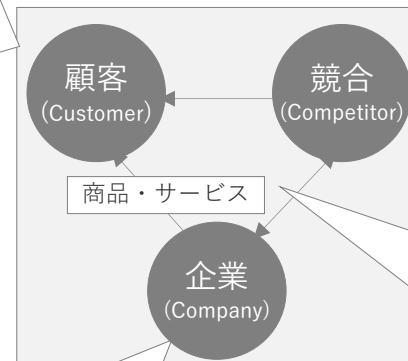 顧客
(Customer)
競合
(Competitor)
商品・サービス
企業
(Company)